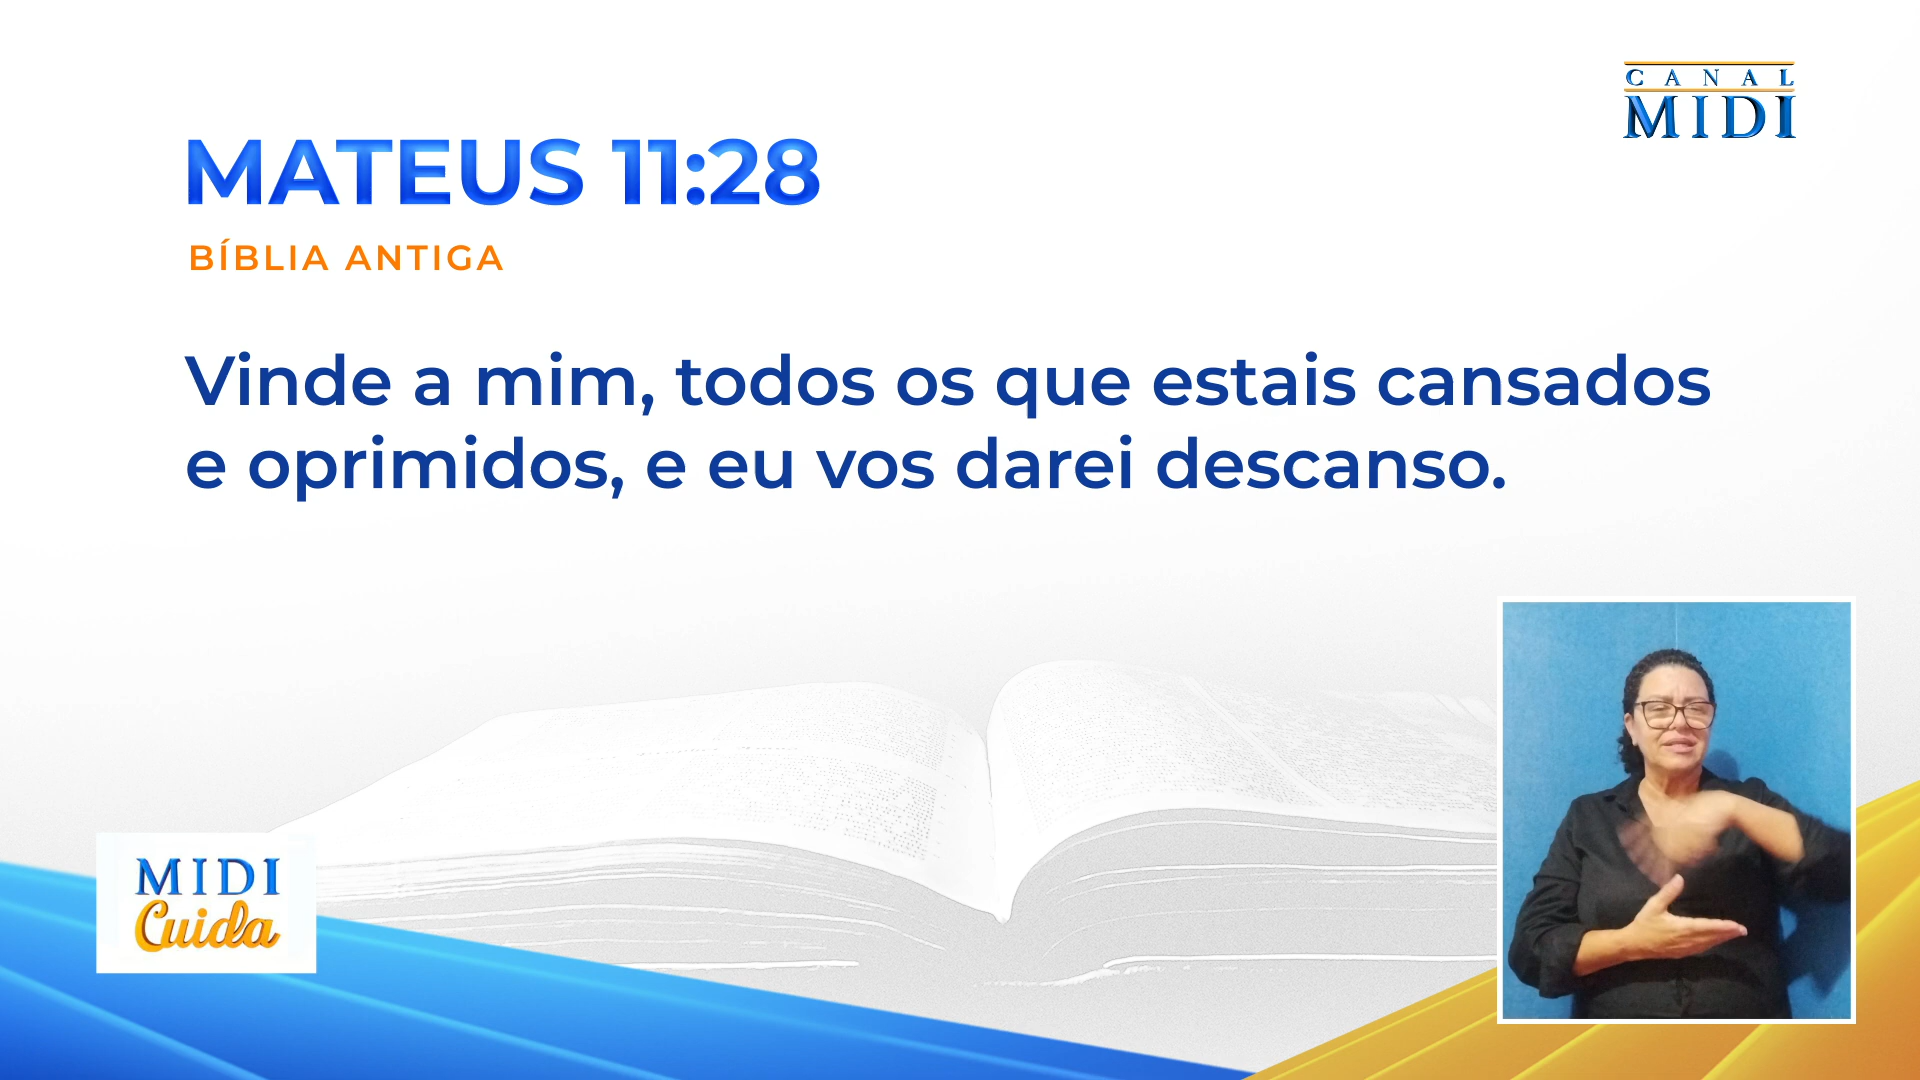 CANAL
MIDI
MATEUS 11:28
BÍBLIA ANTIGA
Vinde a mim, todos os que estais cansados
e oprimidos, e eu vos darei descanso.
MIDI
Cuida